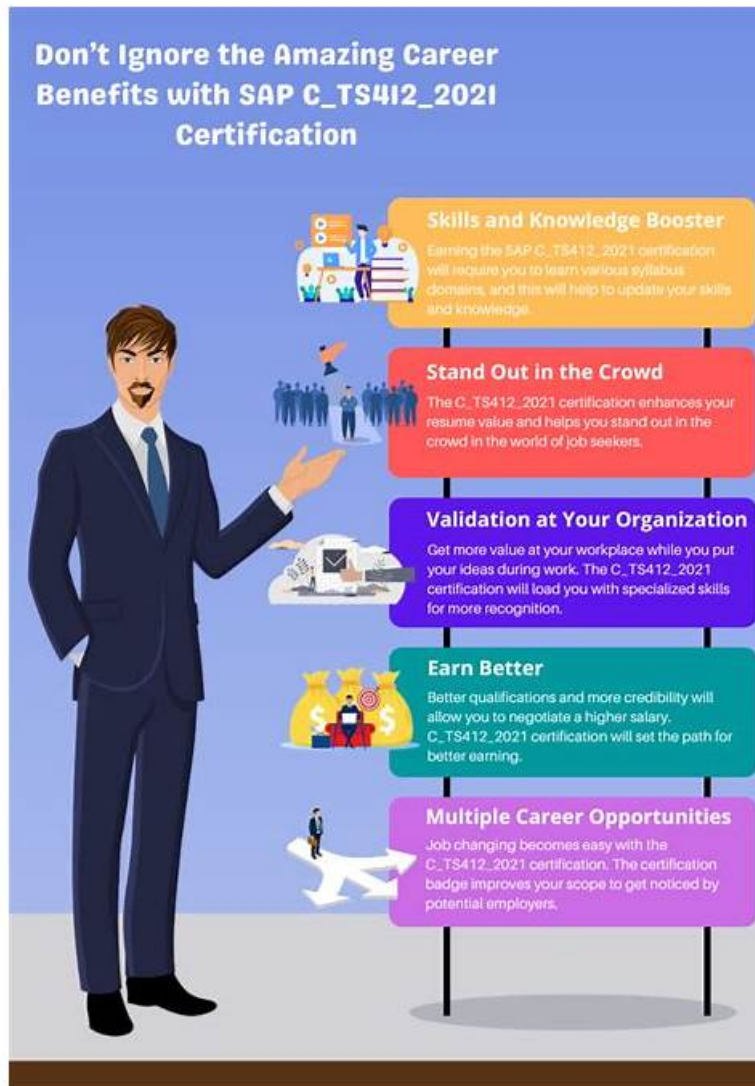 Don't Ignore the Amazing Career
Benefits with SAP C_TS412_2021
Certification
Skills and Knowledge Booster
Earning the SAP C_TS412_2021 certification
will require you to learn various syllabus
domains, and this will help to update your skills
and knowledge.
Stand Out in the Crowd
The C_TS412_2021 certification enhances your
resume value and helps you stand out in the
crowd in the world of job seekers.
Validation at Your Organization
Get more value at your workplace while you put
your ideas during work. The C_TS412_2021
certification will load you with specialized skills
for more recognition.
Earn Better
Better qualifications and more credibility will
allow you to negotiate a higher salary.
C_TS412_2021 certification will set the path for
better earning.
Multiple Career Opportunities
Job changing becomes easy with the
C_TS412_2021 certification. The certification
badge improves your scope to get noticed by
potential employers.